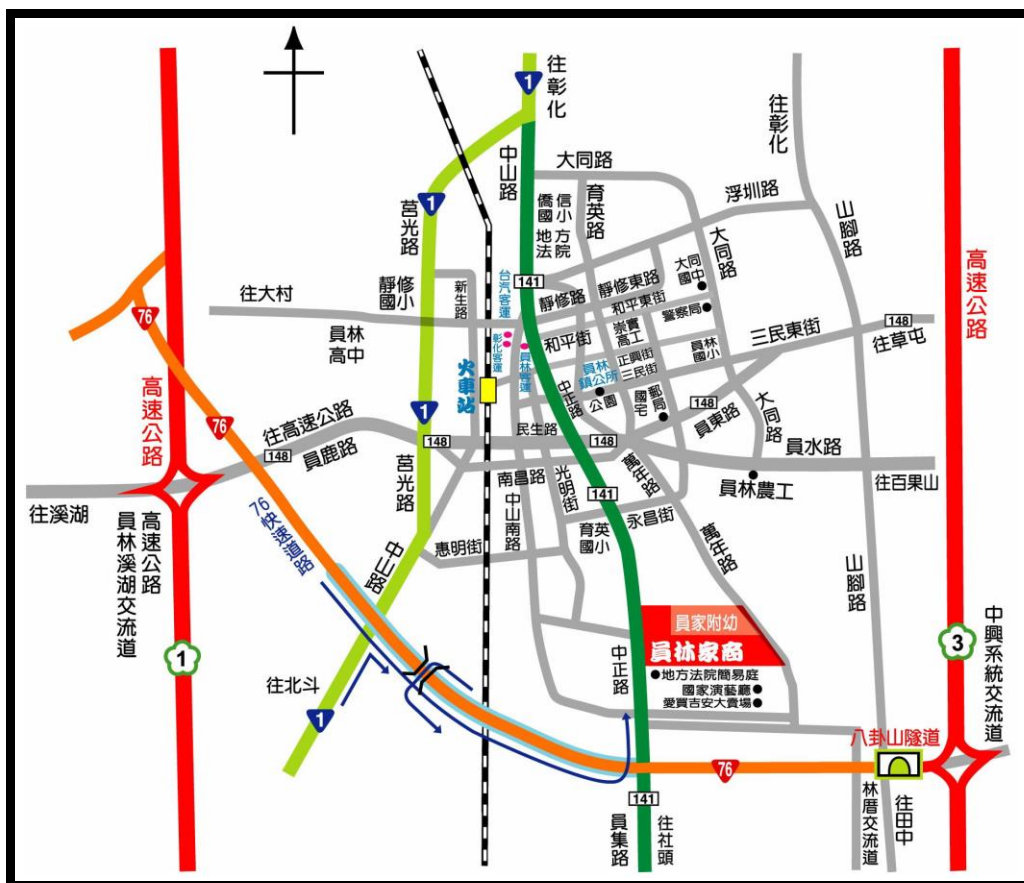 往彰化
1
中山路
大同路
往彰化
僑信國小
地方法院
育英路
浮圳路
山腳路
莒光路
1
大同路
高速公路
台汽客運
141
靜修東路
大同國中
靜修國小
新生路
靜修路
和平東街
警察局
往大村
76
員林高中
彰化客運
員林客運
和平街
崇實高工
員林國小
三民東街
148
往草屯
火車站
正興街
三民街
員林鎮公所
公園
國宅
郵局
中正路
148
員東路
大同路
高速公路
76
往高速公路
1
148
民生路
148
員水路
148
員鹿路
莒光路
南昌路
光明街
萬年路
員林農工
往百果山
往溪湖
76快速道路
中山南路
141
永昌街
育英國小
萬年路
高速公路
員林溪湖交流道
惠明街
中山路
山腳路
1
員家附幼
員林家商
中正路
地方法院簡易庭
國家演藝廳
愛買吉安大賣場
3
中興系統交流道
往北斗
1
八卦山隧道
76
141
員集路
往社頭
林厝交流道
往田中